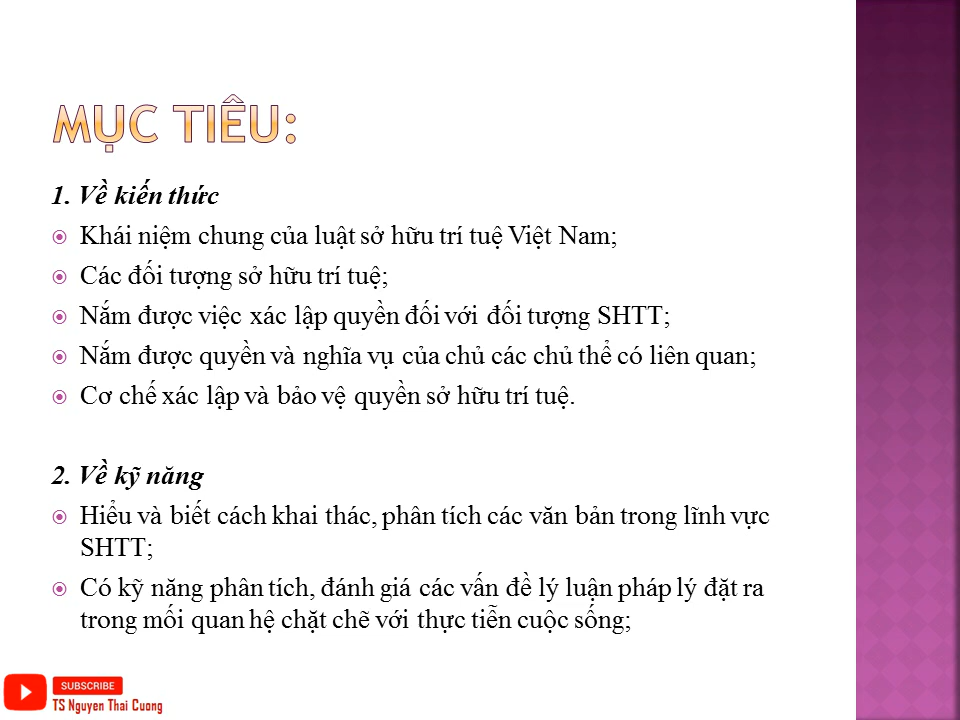 MỤC TIÊU:
1. Về kiến thức
Khái niệm chung của luật sở hữu trí tuệ Việt Nam;
Các đối tượng sở hữu trí tuệ;
Nắm được việc xác lập quyền đối với đối tượng SHTT;
Nắm được quyền và nghĩa vụ của chủ các chủ thể có liên quan;
Cơ chế xác lập và bảo vệ quyền sở hữu trí tuệ.
2. Về kỹ năng
Hiểu và biết cách khai thác, phân tích các văn bản trong lĩnh vực
SHTT;
Có kỹ năng phân tích, đánh giá các vấn đề lý luận pháp lý đặt ra
trong mối quan hệ chặt chẽ với thực tiễn cuộc sống;
SUBSCRIBE
TS Nguyen Thai Cuong